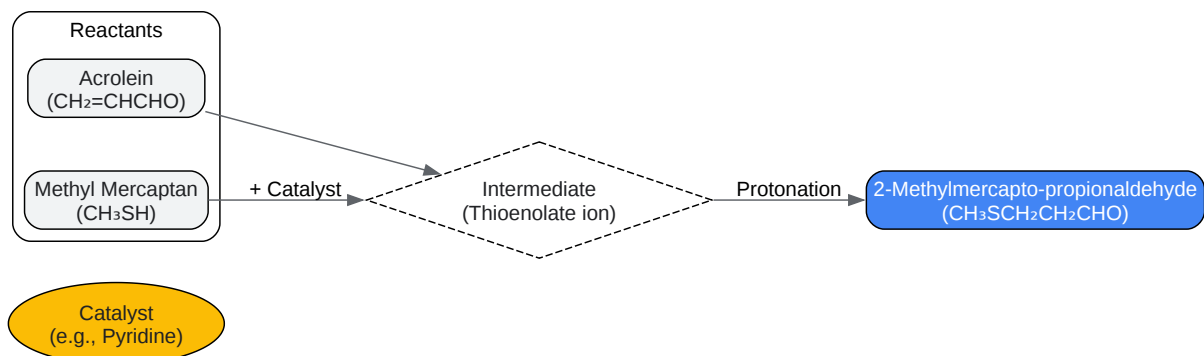 Reactants
Acrolein
(CH₂=CHCHO)
Methyl Mercaptan
(CH₃SH)
+ Catalyst
Intermediate
(Thioenolate ion)
Protonation
2-Methylmercapto-propionaldehyde
(CH₃SCH₂CH₂CHO)
Catalyst
(e.g., Pyridine)